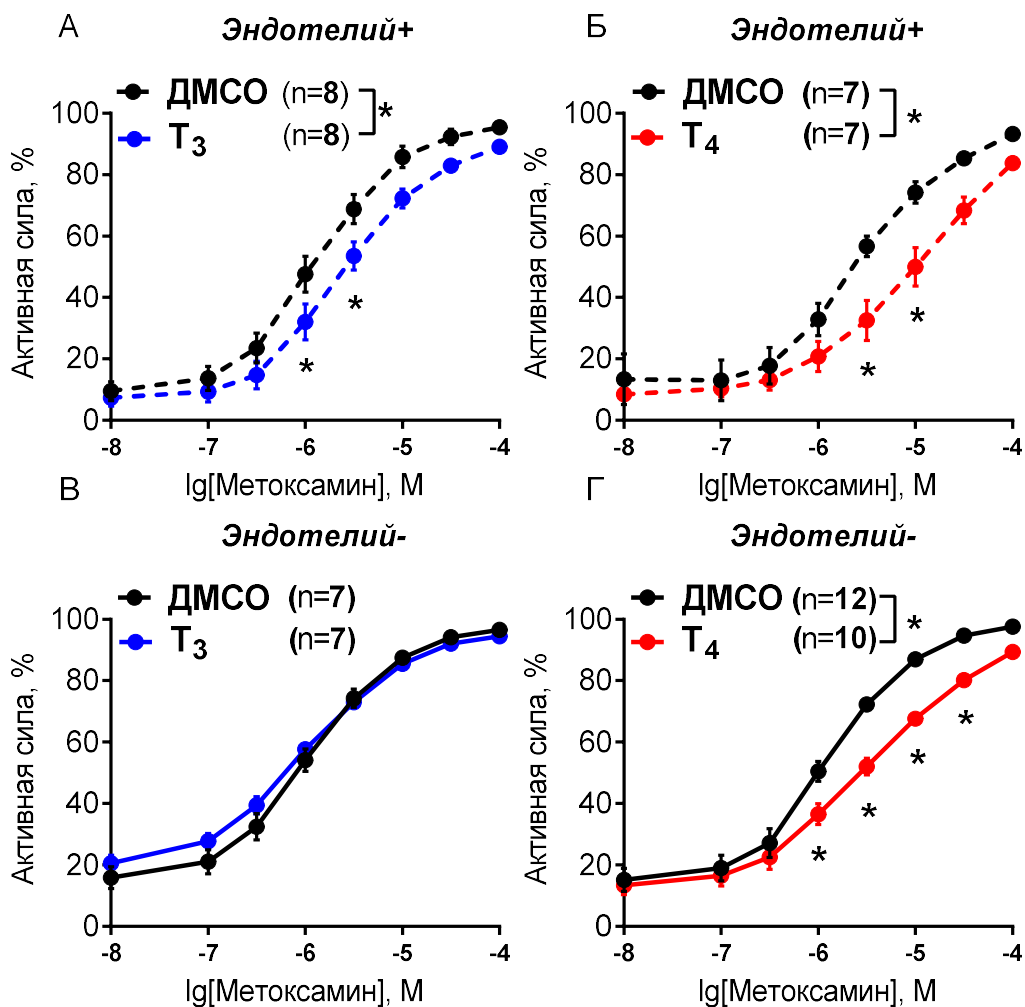 А
Эндотелий+
ДМСО (n=8)
*
T3 (n=8)
Активная сила, %
100
80
60
40
20
0
* *
-8 -7 -6 -5 -4
lg[Метоксамин], М
Б
Эндотелий+
ДМСО (n=7)
*
T4 (n=7)
Активная сила, %
100
80
60
40
20
0
* *
-8 -7 -6 -5 -4
lg[Метоксамин], М
В
Эндотелий-
ДМСО (n=7)
T3 (n=7)
Активная сила, %
100
80
60
40
20
0
-8 -7 -6 -5 -4
lg[Метоксамин], М
Г
Эндотелий-
ДМСО (n=12)
*
T4 (n=10)
Активная сила, %
100
80
60
40
20
0
* * * *
-8 -7 -6 -5 -4
lg[Метоксамин], М